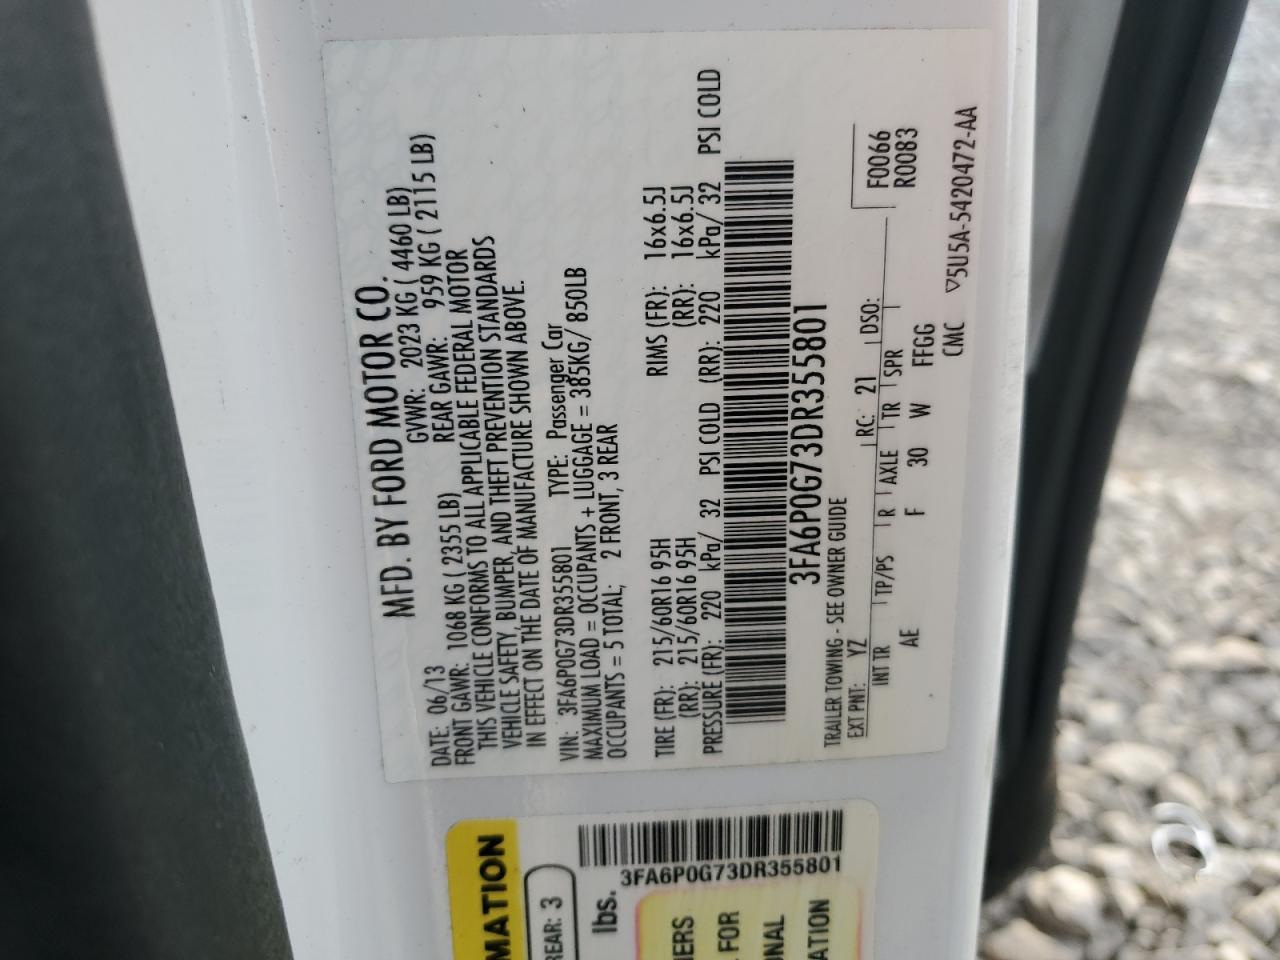 MFD. BY FORD MOTOR CO.
DATE: 06/13 GVWR: 2023 KG ( 4460 LB)
FRONT GAWR: 1068 KG ( 2355 LB) REAR GAWR: 959 KG ( 2115 LB)
THIS VEHICLE CONFORMS TO ALL APPLICABLE FEDERAL MOTOR
VEHICLE SAFETY, BUMPER, AND THEFT PREVENTION STANDARDS
IN EFFECT ON THE DATE OF MANUFACTURE SHOWN ABOVE.
VIN: 3FA6P0G73DR355801 TYPE: Passenger Car
MAXIMUM LOAD = OCCUPANTS + LUGGAGE = 385KG/ 850LB
OCCUPANTS = 5 TOTAL; 2 FRONT, 3 REAR
TIRE (FR): 215/60R16 95H RIMS (FR): 16x6.5J
(RR): 215/60R16 95H (RR): 16x6.5J
PRESSURE (FR): 220 kPa/ 32 PSI COLD (RR): 220 kPa/ 32 PSI COLD
3FA6P0G73DR355801
TRAILER TOWING - SEE OWNER GUIDE
EXT PNT: YZ RC: 21 DSO: F0066
INT TR TP/PS R AXLE TR SPR R0083
AE F 30 W FFGG
CMC ▽5U5A-5420472-AA
MATION
REAR: 3
lbs.
3FA6P0G73DR355801
IERS
FOR
NAL
ATION